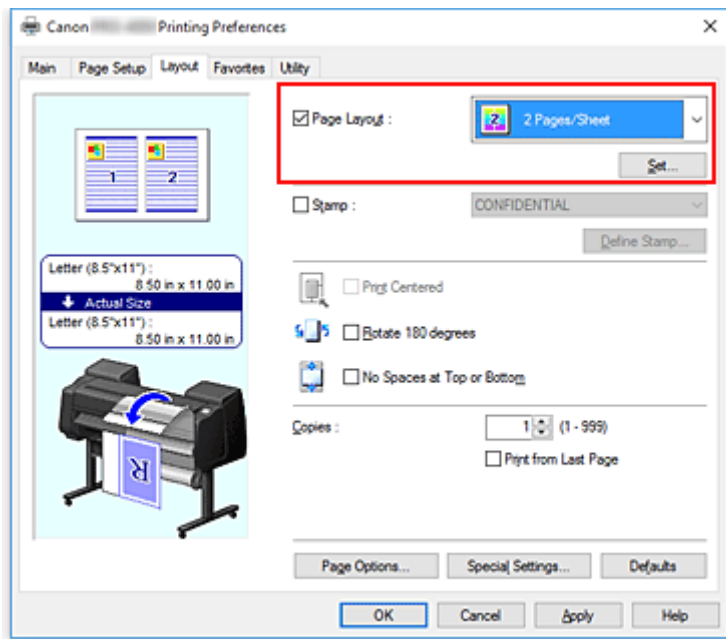 Canon Printing Preferences
Main Page Setup Layout Favorites Utility
Page Layout : 2 2 Pages/Sheet
Set...
1 2
Stamp : CONFIDENTIAL
Define Stamp...
Letter (8.5"x11") :
8.50 in x 11.00 in
Actual Size
Letter (8.5"x11") :
8.50 in x 11.00 in
Print Centered
Rotate 180 degrees
No Spaces at Top or Bottom
R
Copies : 1 (1 - 999)
Print from Last Page
Page Options... Special Settings... Defaults
OK Cancel Apply Help